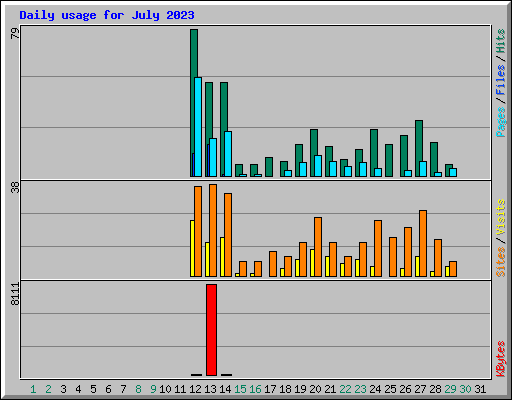 Daily usage for July 2023
79
38
8111
Pages / Files / Hits
Sites / Visits
KBytes
1 2 3 4 5 6 7 8 9 10 11 12 13 14 15 16 17 18 19 20 21 22 23 24 25 26 27 28 29 30 31